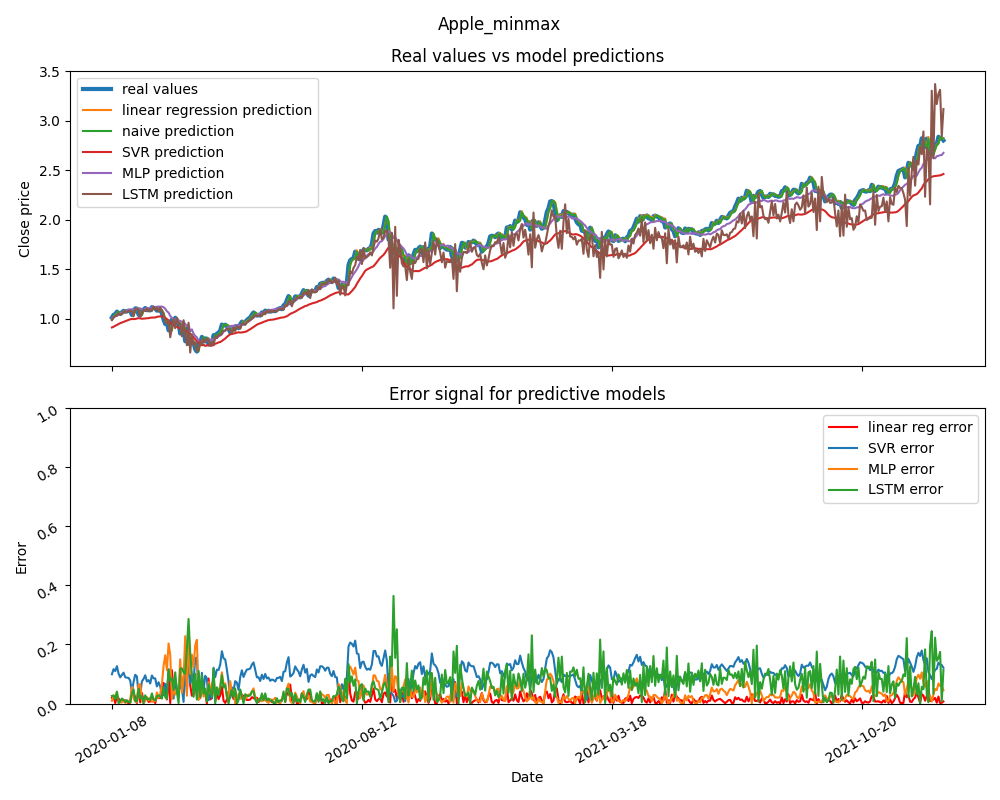 Apple_minmax
Real values vs model predictions
Close price
3.5
3.0
2.5
2.0
1.5
1.0
real values
linear regression prediction
naive prediction
SVR prediction
MLP prediction
LSTM prediction
Error signal for predictive models
Error
1.0
0.8
0.6
0.4
0.2
0.0
linear reg error
SVR error
MLP error
LSTM error
2020-01-08
2020-08-12
2021-03-18
2021-10-20
Date